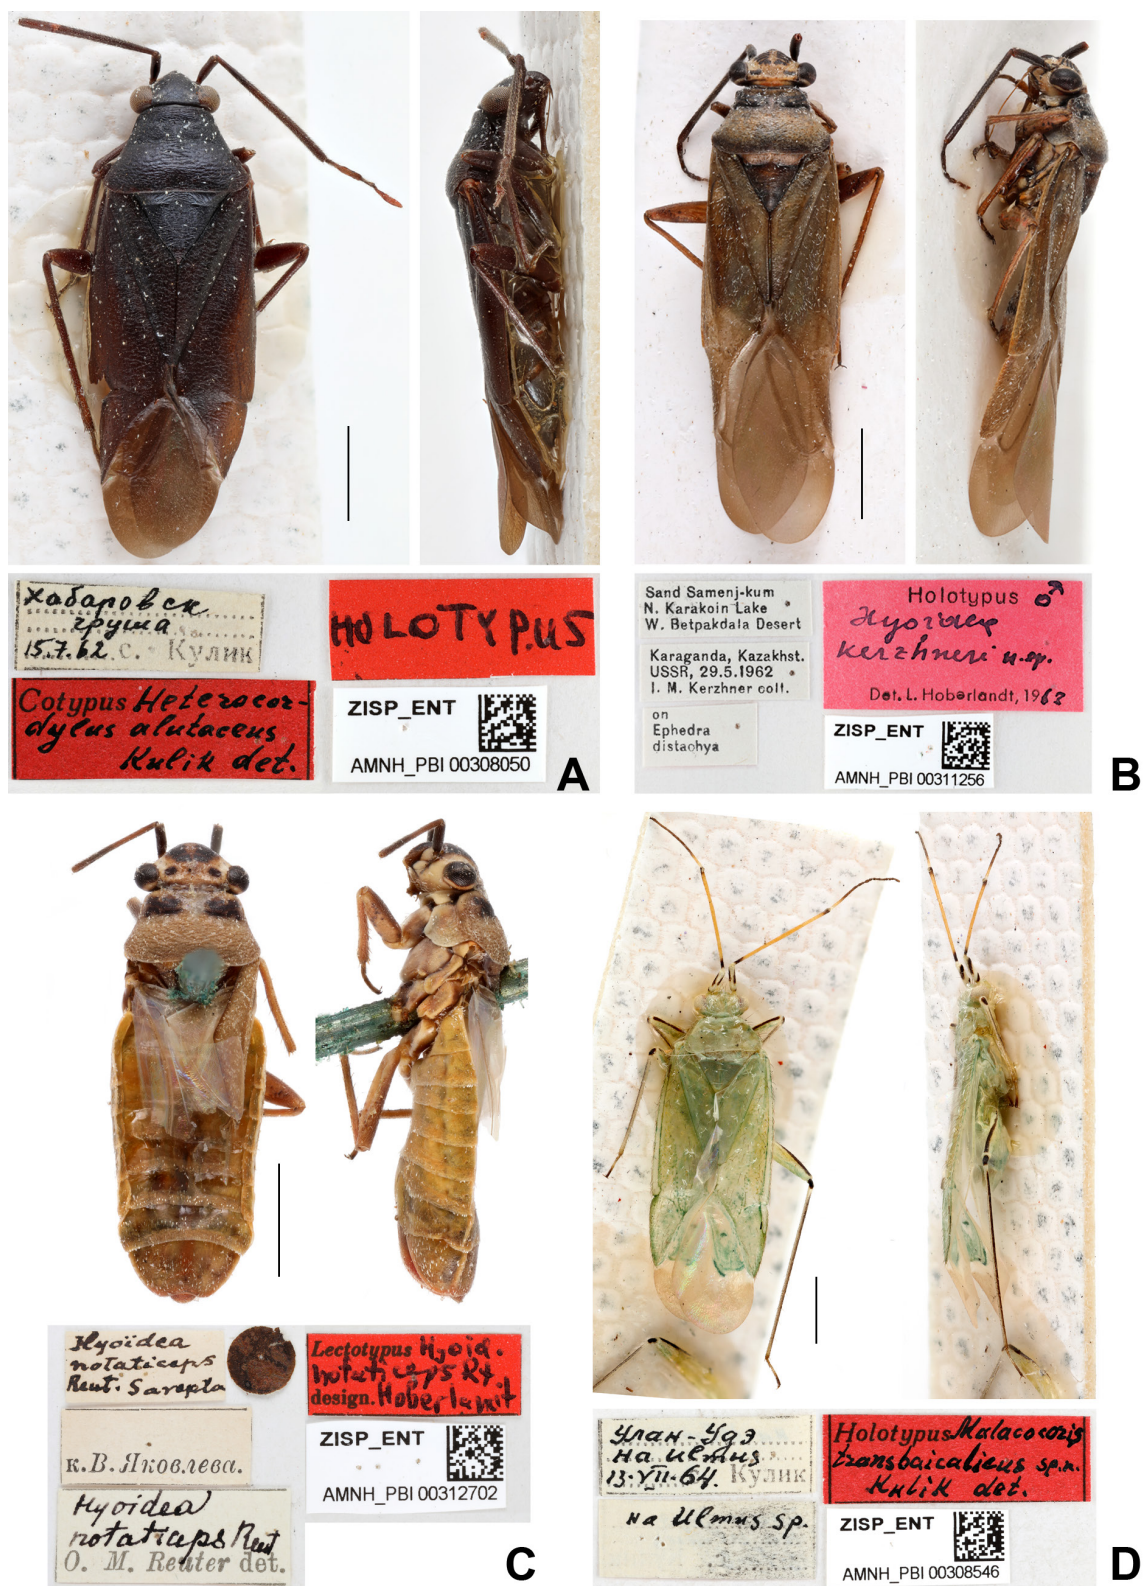 Хабаровск
груша
15.7.62. С. Кулик
HOLOTYPUS
Cotypus Heterocor-
dylus alutaceus
Kulik det.
ZISP_ENT
AMNH_PBI 00308050
A
Sand Samenj-kum
N. Karakoin Lake
W. Betpakdala Desert
Karaganda, Kazakhst.
USSR, 29.5.1962
I. M. Kerzhner colt.
on
Ephedra
distachya
Holotypus ♂
Hyoidea
kerzhneri n.sp.
Det. L. Hoberlandt, 1963
ZISP_ENT
AMNH_PBI 00311256
B
Hyoïdea
notaticeps
Reut. Sarepta
к. В. Яковлева.
Hyoidea
notaticeps Reut
O. M. Reuter det.
Lectotypus Hyoid.
notaticeps Rt
design. Hoberlandt
ZISP_ENT
AMNH_PBI 00312702
C
Улан-Удэ
на Ulmus
13.VII.64. Кулик
на Ulmus sp.
Holotypus Malacocoris
transbaicalicus sp.n.
Kulik det.
ZISP_ENT
AMNH_PBI 00308546
D